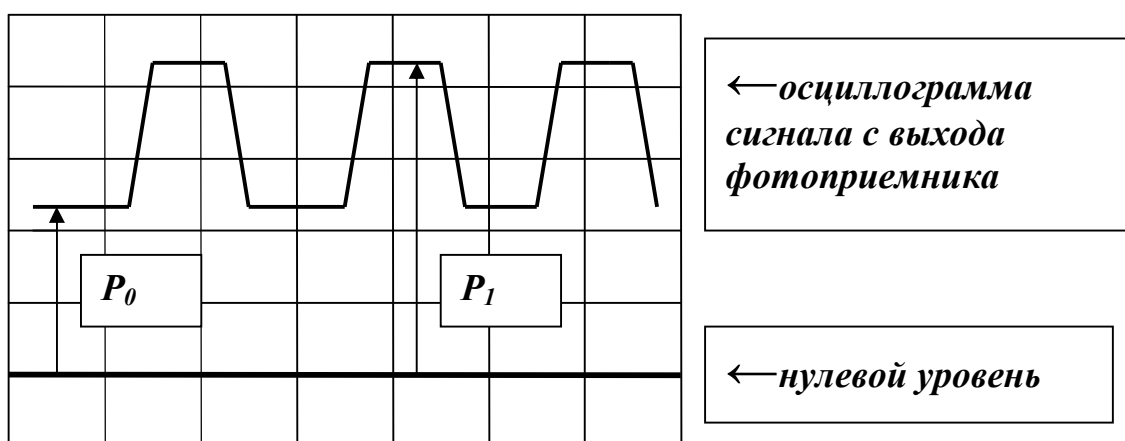 ←осциллограмма
сигнала с выхода
фотоприемника
P₀
P₁
←нулевой уровень